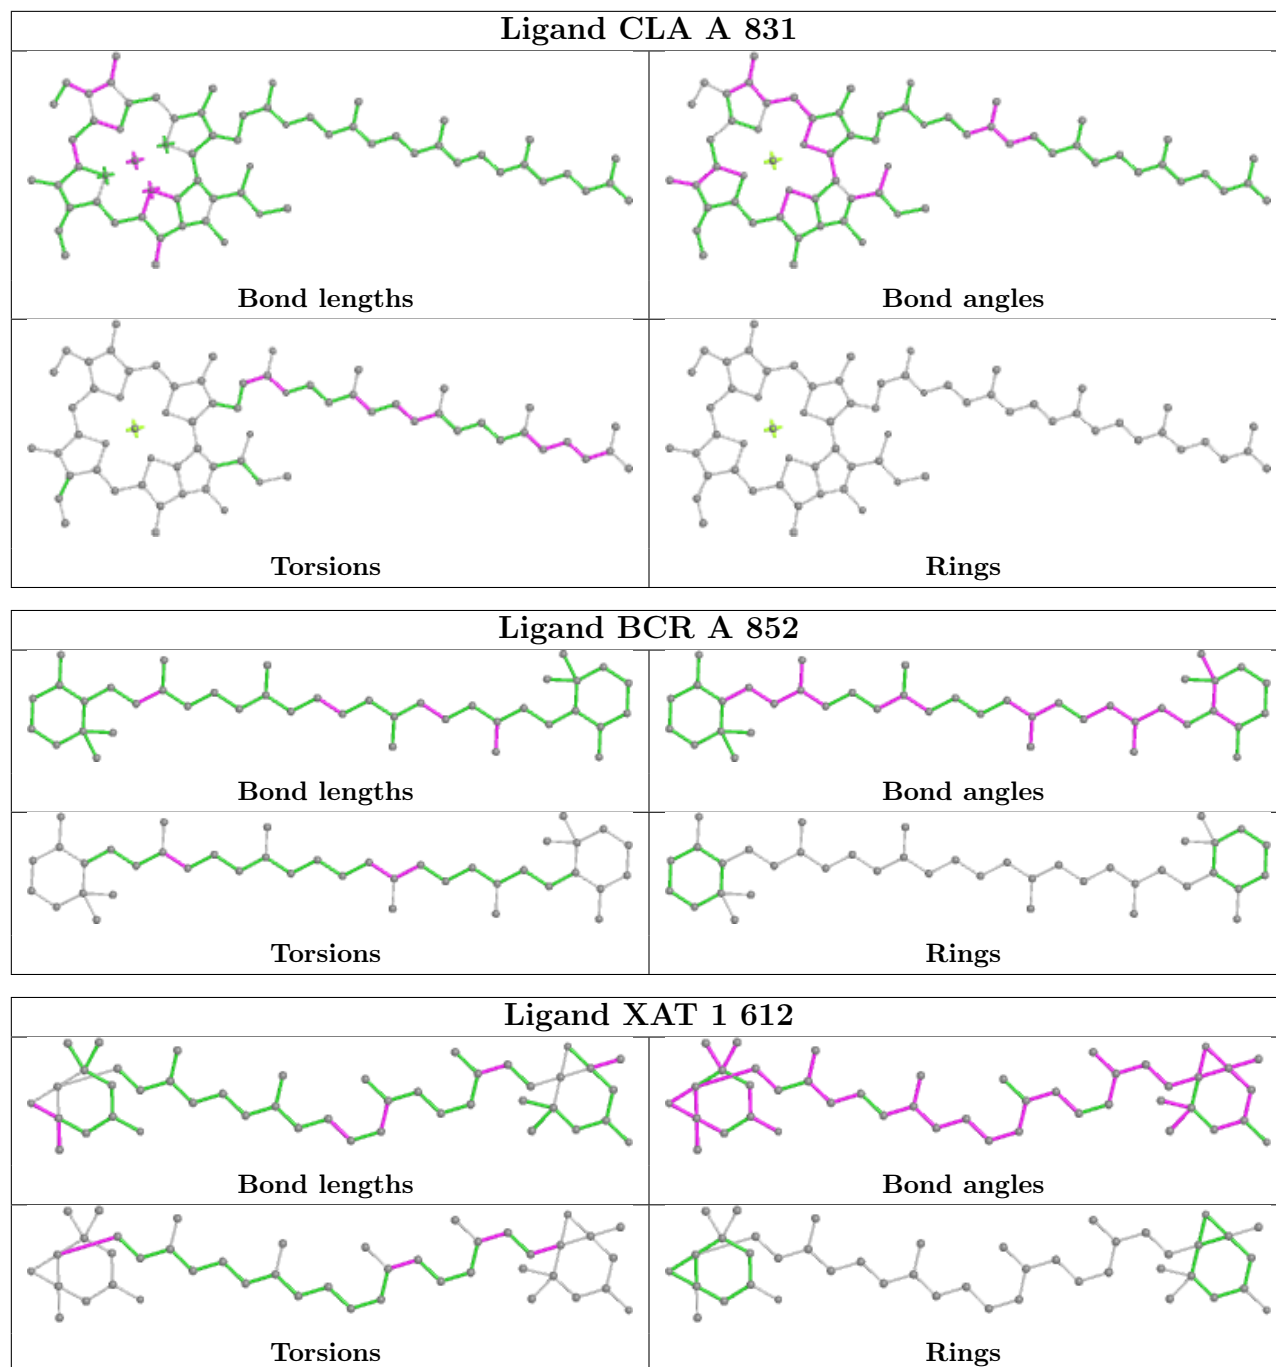 Ligand CLA A 831
Bond lengths
Bond angles
Torsions
Rings
Ligand BCR A 852
Bond lengths
Bond angles
Torsions
Rings
Ligand XAT 1 612
Bond lengths
Bond angles
Torsions
Rings